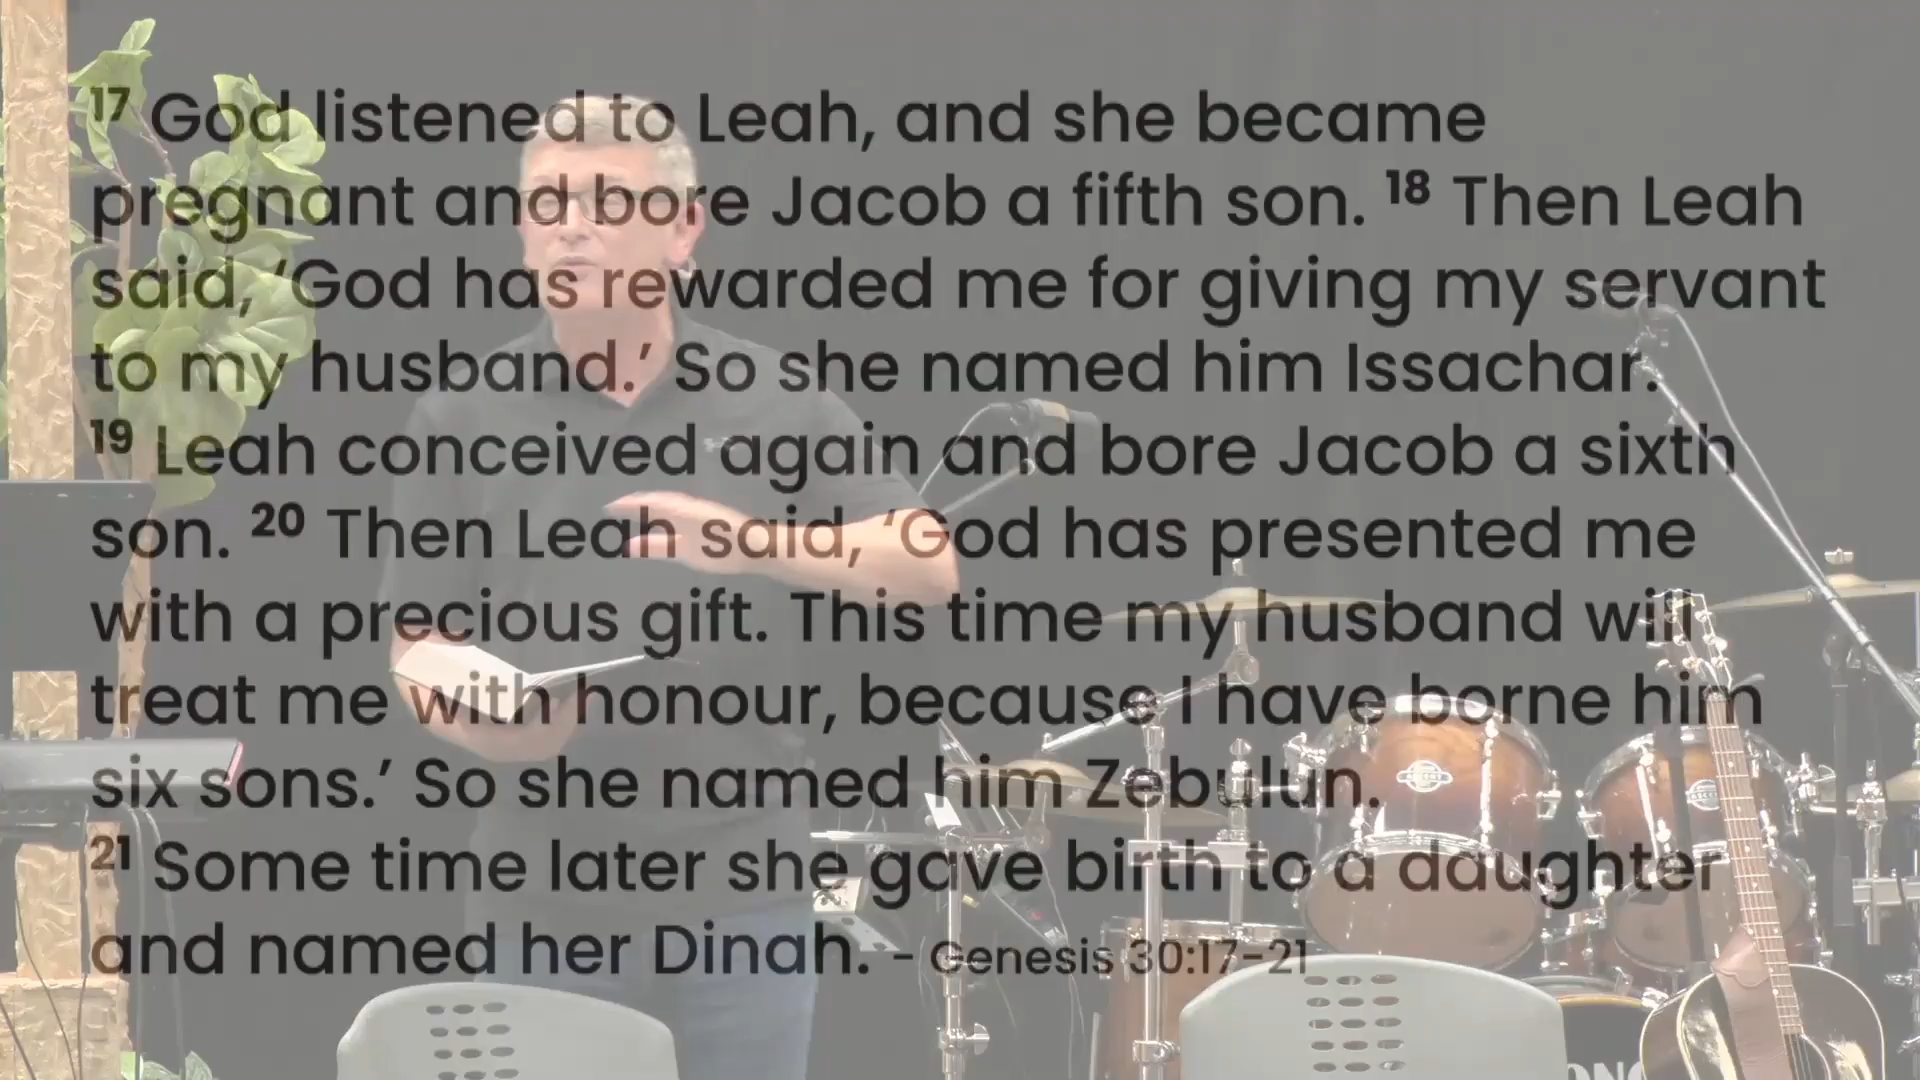 17 God listened to Leah, and she became
pregnant and bore Jacob a fifth son. 18 Then Leah
said, ‘God has rewarded me for giving my servant
to my husband.’ So she named him Issachar.
19 Leah conceived again and bore Jacob a sixth
son. 20 Then Leah said, ‘God has presented me
with a precious gift. This time my husband will
treat me with honour, because I have borne him
six sons.’ So she named him Zebulun.
21 Some time later she gave birth to a daughter
and named her Dinah. - Genesis 30:17-21